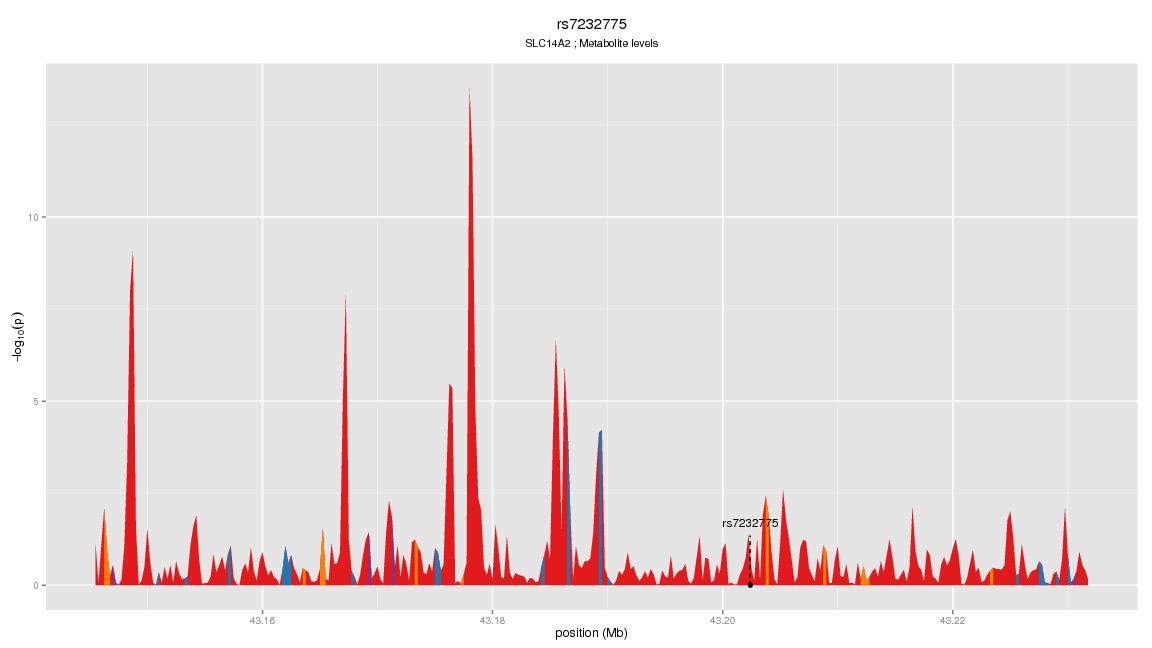 rs7232775
SLC14A2 ; Metabolite levels
−log10(p)
10
5
0
rs7232775
43.16 43.18 43.20 43.22
position (Mb)